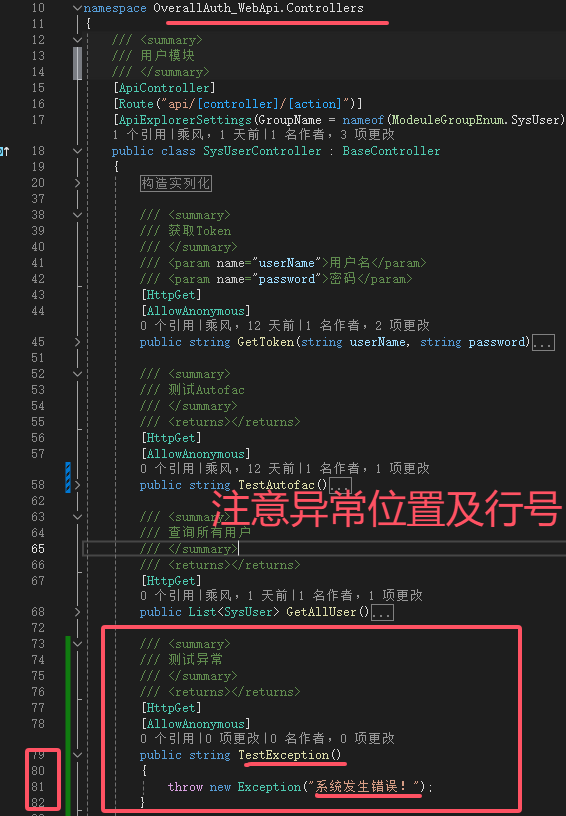 10 namespace OverallAuth_WebApi.Controllers
11 {
12 /// <summary>
13 /// 用户模块
14 /// </summary>
15 [ApiController]
16 [Route("api/[controller]/[action]")]
17 [ApiExplorerSettings(GroupName = nameof(ModeuleGroupEnum.SysUser)
1 个引用|乘风, 1 天前|1 名作者, 3 项更改
18 public class SysUserController : BaseController
19 {
20 构造实列化
37
38 /// <summary>
39 /// 获取Token
40 /// </summary>
41 /// <param name="userName">用户名</param>
42 /// <param name="password">密码</param>
43 [HttpGet]
44 [AllowAnonymous]
0 个引用|乘风, 12 天前|1 名作者, 2 项更改
45 public string GetToken(string userName, string password)...
51
52 /// <summary>
53 /// 测试Autofac
54 /// </summary>
55 /// <returns></returns>
56 [HttpGet]
57 [AllowAnonymous]
0 个引用|乘风, 12 天前|1 名作者, 1 项更改
58 public string TestAutofac()...
注意异常位置及行号
62
63 /// <summary>
64 /// 查询所有用户
65 /// </summary>
66 /// <returns></returns>
67 [HttpGet]
0 个引用|乘风, 1 天前|1 名作者, 1 项更改
68 public List<SysUser> GetAllUser()...
72
73 /// <summary>
74 /// 测试异常
75 /// </summary>
76 /// <returns></returns>
77 [HttpGet]
78 [AllowAnonymous]
0 个引用|0 项更改|0 名作者, 0 项更改
79 public string TestException()
80 {
81 throw new Exception("系统发生错误！");
82 }